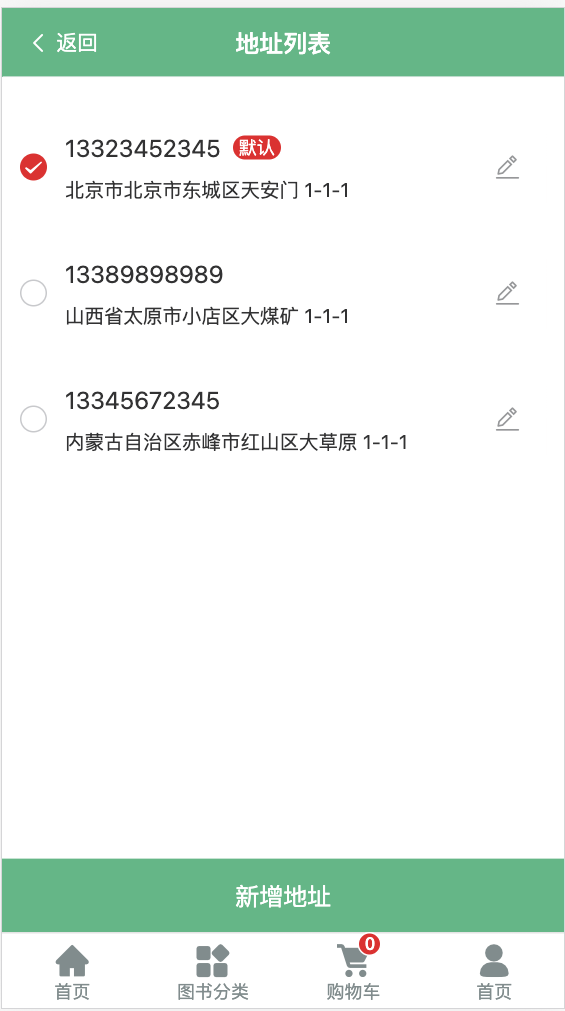 返回
地址列表
13323452345 默认
北京市北京市东城区天安门 1-1-1
13389898989
山西省太原市小店区大煤矿 1-1-1
13345672345
内蒙古自治区赤峰市红山区大草原 1-1-1
新增地址
0
首页 图书分类 购物车 首页